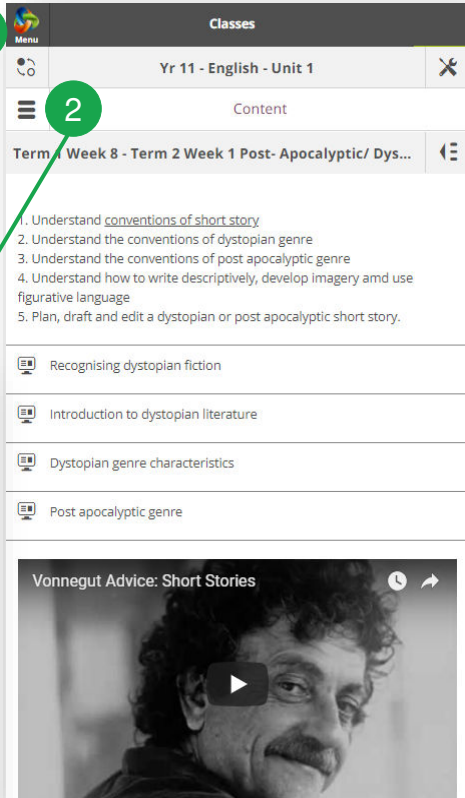 Menu
Classes
Yr 11 - English - Unit 1
2
Content
Term 1 Week 8 - Term 2 Week 1 Post- Apocalyptic/ Dys...
1. Understand conventions of short story
2. Understand the conventions of dystopian genre
3. Understand the conventions of post apocalyptic genre
4. Understand how to write descriptively, develop imagery amd use
figurative language
5. Plan, draft and edit a dystopian or post apocalyptic short story.
Recognising dystopian fiction
Introduction to dystopian literature
Dystopian genre characteristics
Post apocalyptic genre
Vonnegut Advice: Short Stories